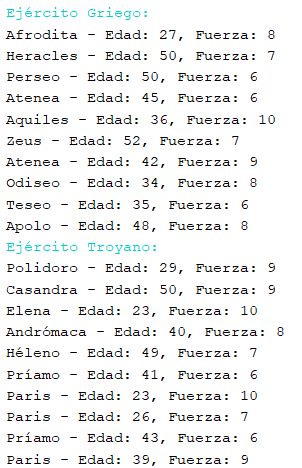 Ejército Griego:
Afrodita - Edad: 27, Fuerza: 8
Heracles - Edad: 50, Fuerza: 7
Perseo - Edad: 50, Fuerza: 6
Atenea - Edad: 45, Fuerza: 6
Aquiles - Edad: 36, Fuerza: 10
Zeus - Edad: 52, Fuerza: 7
Atenea - Edad: 42, Fuerza: 9
Odiseo - Edad: 34, Fuerza: 8
Teseo - Edad: 35, Fuerza: 6
Apolo - Edad: 48, Fuerza: 8
Ejército Troyano:
Polidoro - Edad: 29, Fuerza: 9
Casandra - Edad: 50, Fuerza: 9
Elena - Edad: 23, Fuerza: 10
Andrómaca - Edad: 40, Fuerza: 8
Héleno - Edad: 49, Fuerza: 7
Príamo - Edad: 41, Fuerza: 6
Paris - Edad: 23, Fuerza: 10
Paris - Edad: 26, Fuerza: 7
Príamo - Edad: 43, Fuerza: 6
Paris - Edad: 39, Fuerza: 9